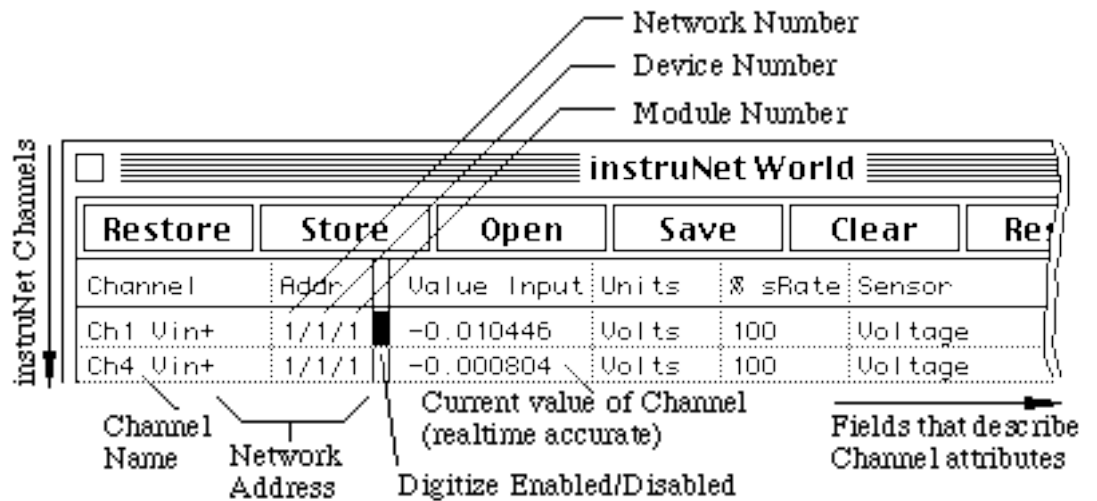 Network Number
Device Number
Module Number
instruNet Channels
instruNet World
Restore Store Open Save Clear
Channel Addr Value Input Units % sRate Sensor
Ch1 Vin+ 1/1/1 -0.010446 Volts 100 Voltage
Ch4 Vin+ 1/1/1 -0.000804 Volts 100 Voltage
Channel
Name
Network
Address
Current value of Channel
(realtime accurate)
Digitize Enabled/Disabled
Fields that describe
Channel attributes